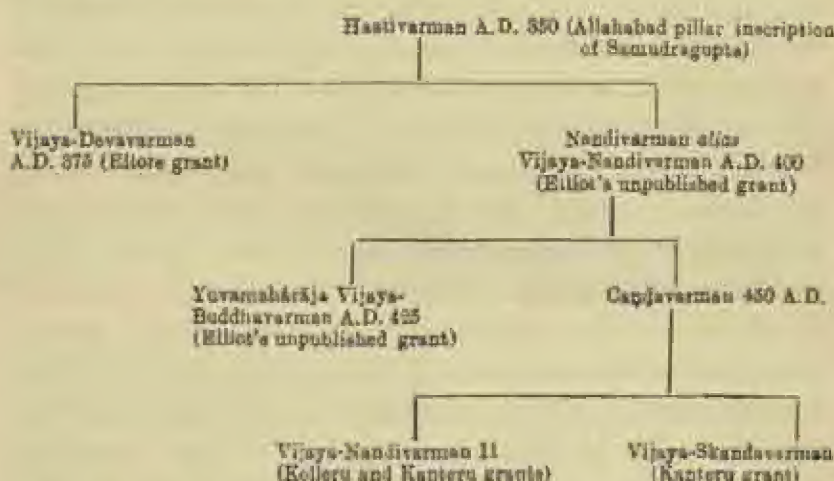 Hastivarman A.D. 350 (Allahabad pillar inscription
of Samudragupta)
Vijaya-Devavarman
A.D. 375 (Ellore grant)
Nandivarman alias
Vijaya-Nandivarman A.D. 400
(Elliot's unpublished grant)
Yuvamahārāja Vijaya-
Buddhavarman A.D. 425
(Elliot's unpublished grant)
Caṇḍavarman 450 A.D.
Vijaya-Nandivarman II
(Kolleru and Kanteru grants)
Vijaya-Skandavarman
(Kanteru grant)